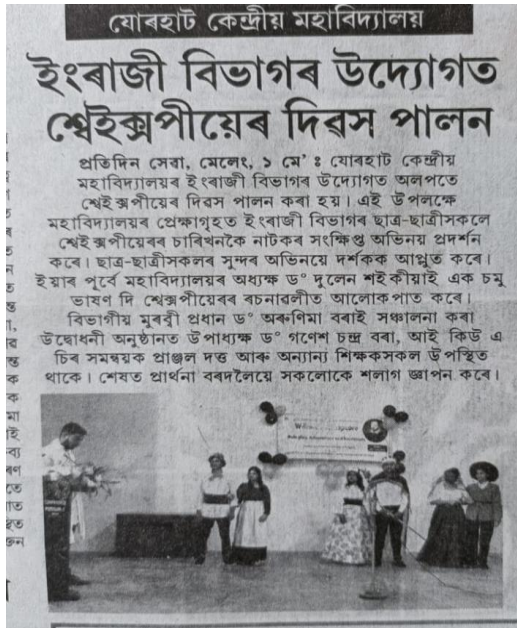 যোৰহাট কেন্দ্ৰীয় মহাবিদ্যালয়
ইংৰাজী বিভাগৰ উদ্যোগত
শ্বেইক্সপীয়েৰ দিৱস পালন
প্ৰতিদিন সেৱা, মেলেং, ১ মে' ঃ যোৰহাট কেন্দ্ৰীয়
মহাবিদ্যালয়ৰ ইংৰাজী বিভাগৰ উদ্যোগত অলপতে
শ্বেইক্সপীয়েৰ দিৱস পালন কৰা হয়। এই উপলক্ষে
মহাবিদ্যালয়ৰ প্ৰেক্ষাগৃহত ইংৰাজী বিভাগৰ ছাত্ৰ-ছাত্ৰীসকলে
শ্বেইক্সপীয়েৰৰ চাৰিখনকৈ নাটকৰ সংক্ষিপ্ত অভিনয় প্ৰদৰ্শন
কৰে। ছাত্ৰ-ছাত্ৰীসকলৰ সুন্দৰ অভিনয়ে দৰ্শকক আপ্লুত কৰে।
ইয়াৰ পূৰ্বে মহাবিদ্যালয়ৰ অধ্যক্ষ ড° দুলেন শইকীয়াই এক চমু
ভাষণ দি শ্বেক্সপীয়েৰৰ ৰচনাৱলীত আলোকপাত কৰে।
বিভাগীয় মুৰব্বী প্ৰধান ড° অৰুণিমা বৰাই সঞ্চালনা কৰা
উদ্বোধনী অনুষ্ঠানত উপাধ্যক্ষ ড° গণেশ চন্দ্ৰ বৰা, আই কিউ এ
চিৰ সমন্বয়ক প্ৰাঞ্জল দত্ত আৰু অন্যান্য শিক্ষকসকল উপস্থিত
থাকে। শেষত প্ৰাৰ্থনা বৰদলৈয়ে সকলোকে শলাগ জ্ঞাপন কৰে।